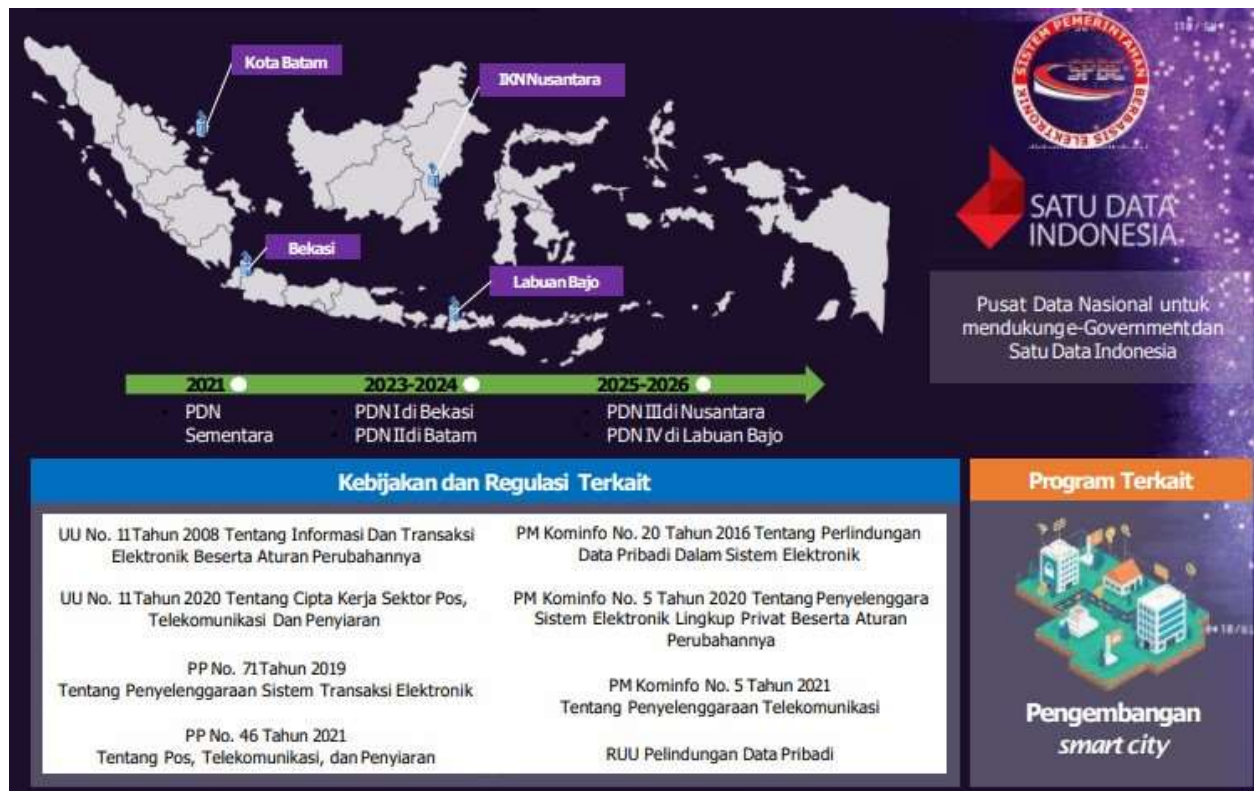 Kota Batam
IKN Nusantara
Bekasi
Labuan Bajo
SISTEM PEMERINTAHAN
BERBASIS ELEKTRONIK
SPBE
SATU DATA
INDONESIA
Pusat Data Nasional untuk
mendukung e-Government dan
Satu Data Indonesia
2021
PDN
Sementara
2023-2024
PDN I di Bekasi
PDN II di Batam
2025-2026
PDN III di Nusantara
PDN IV di Labuan Bajo
Kebijakan dan Regulasi Terkait
UU No. 11 Tahun 2008 Tentang Informasi Dan Transaksi
Elektronik Beserta Aturan Perubahannya
UU No. 11 Tahun 2020 Tentang Cipta Kerja Sektor Pos,
Telekomunikasi Dan Penyiaran
PP No. 71 Tahun 2019
Tentang Penyelenggaraan Sistem Transaksi Elektronik
PP No. 46 Tahun 2021
Tentang Pos, Telekomunikasi, dan Penyiaran
PM Kominfo No. 20 Tahun 2016 Tentang Perlindungan
Data Pribadi Dalam Sistem Elektronik
PM Kominfo No. 5 Tahun 2020 Tentang Penyelenggara
Sistem Elektronik Lingkup Privat Beserta Aturan
Perubahannya
PM Kominfo No. 5 Tahun 2021
Tentang Penyelenggaraan Telekomunikasi
RUU Pelindungan Data Pribadi
Program Terkait
Pengembangan
smart city